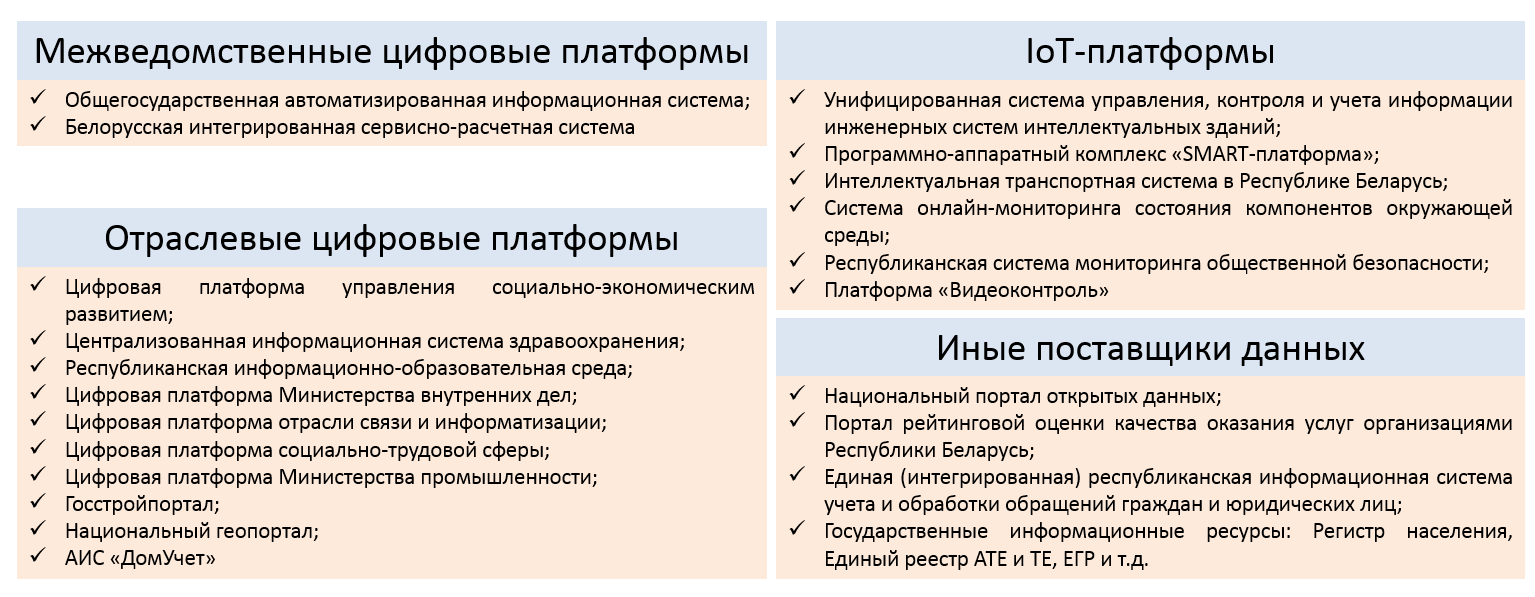 Межведомственные цифровые платформы
✓ Общегосударственная автоматизированная информационная система;
✓ Белорусская интегрированная сервисно-расчетная система
Отраслевые цифровые платформы
✓ Цифровая платформа управления социально-экономическим
развитием;
✓ Централизованная информационная система здравоохранения;
✓ Республиканская информационно-образовательная среда;
✓ Цифровая платформа Министерства внутренних дел;
✓ Цифровая платформа отрасли связи и информатизации;
✓ Цифровая платформа социально-трудовой сферы;
✓ Цифровая платформа Министерства промышленности;
✓ Госстройпортал;
✓ Национальный геопортал;
✓ АИС «ДомУчет»
IoT-платформы
✓ Унифицированная система управления, контроля и учета информации
инженерных систем интеллектуальных зданий;
✓ Программно-аппаратный комплекс «SMART-платформа»;
✓ Интеллектуальная транспортная система в Республике Беларусь;
✓ Система онлайн-мониторинга состояния компонентов окружающей
среды;
✓ Республиканская система мониторинга общественной безопасности;
✓ Платформа «Видеоконтроль»
Иные поставщики данных
✓ Национальный портал открытых данных;
✓ Портал рейтинговой оценки качества оказания услуг организациями
Республики Беларусь;
✓ Единая (интегрированная) республиканская информационная система
учета и обработки обращений граждан и юридических лиц;
✓ Государственные информационные ресурсы: Регистр населения,
Единый реестр АТЕ и ТЕ, ЕГР и т.д.